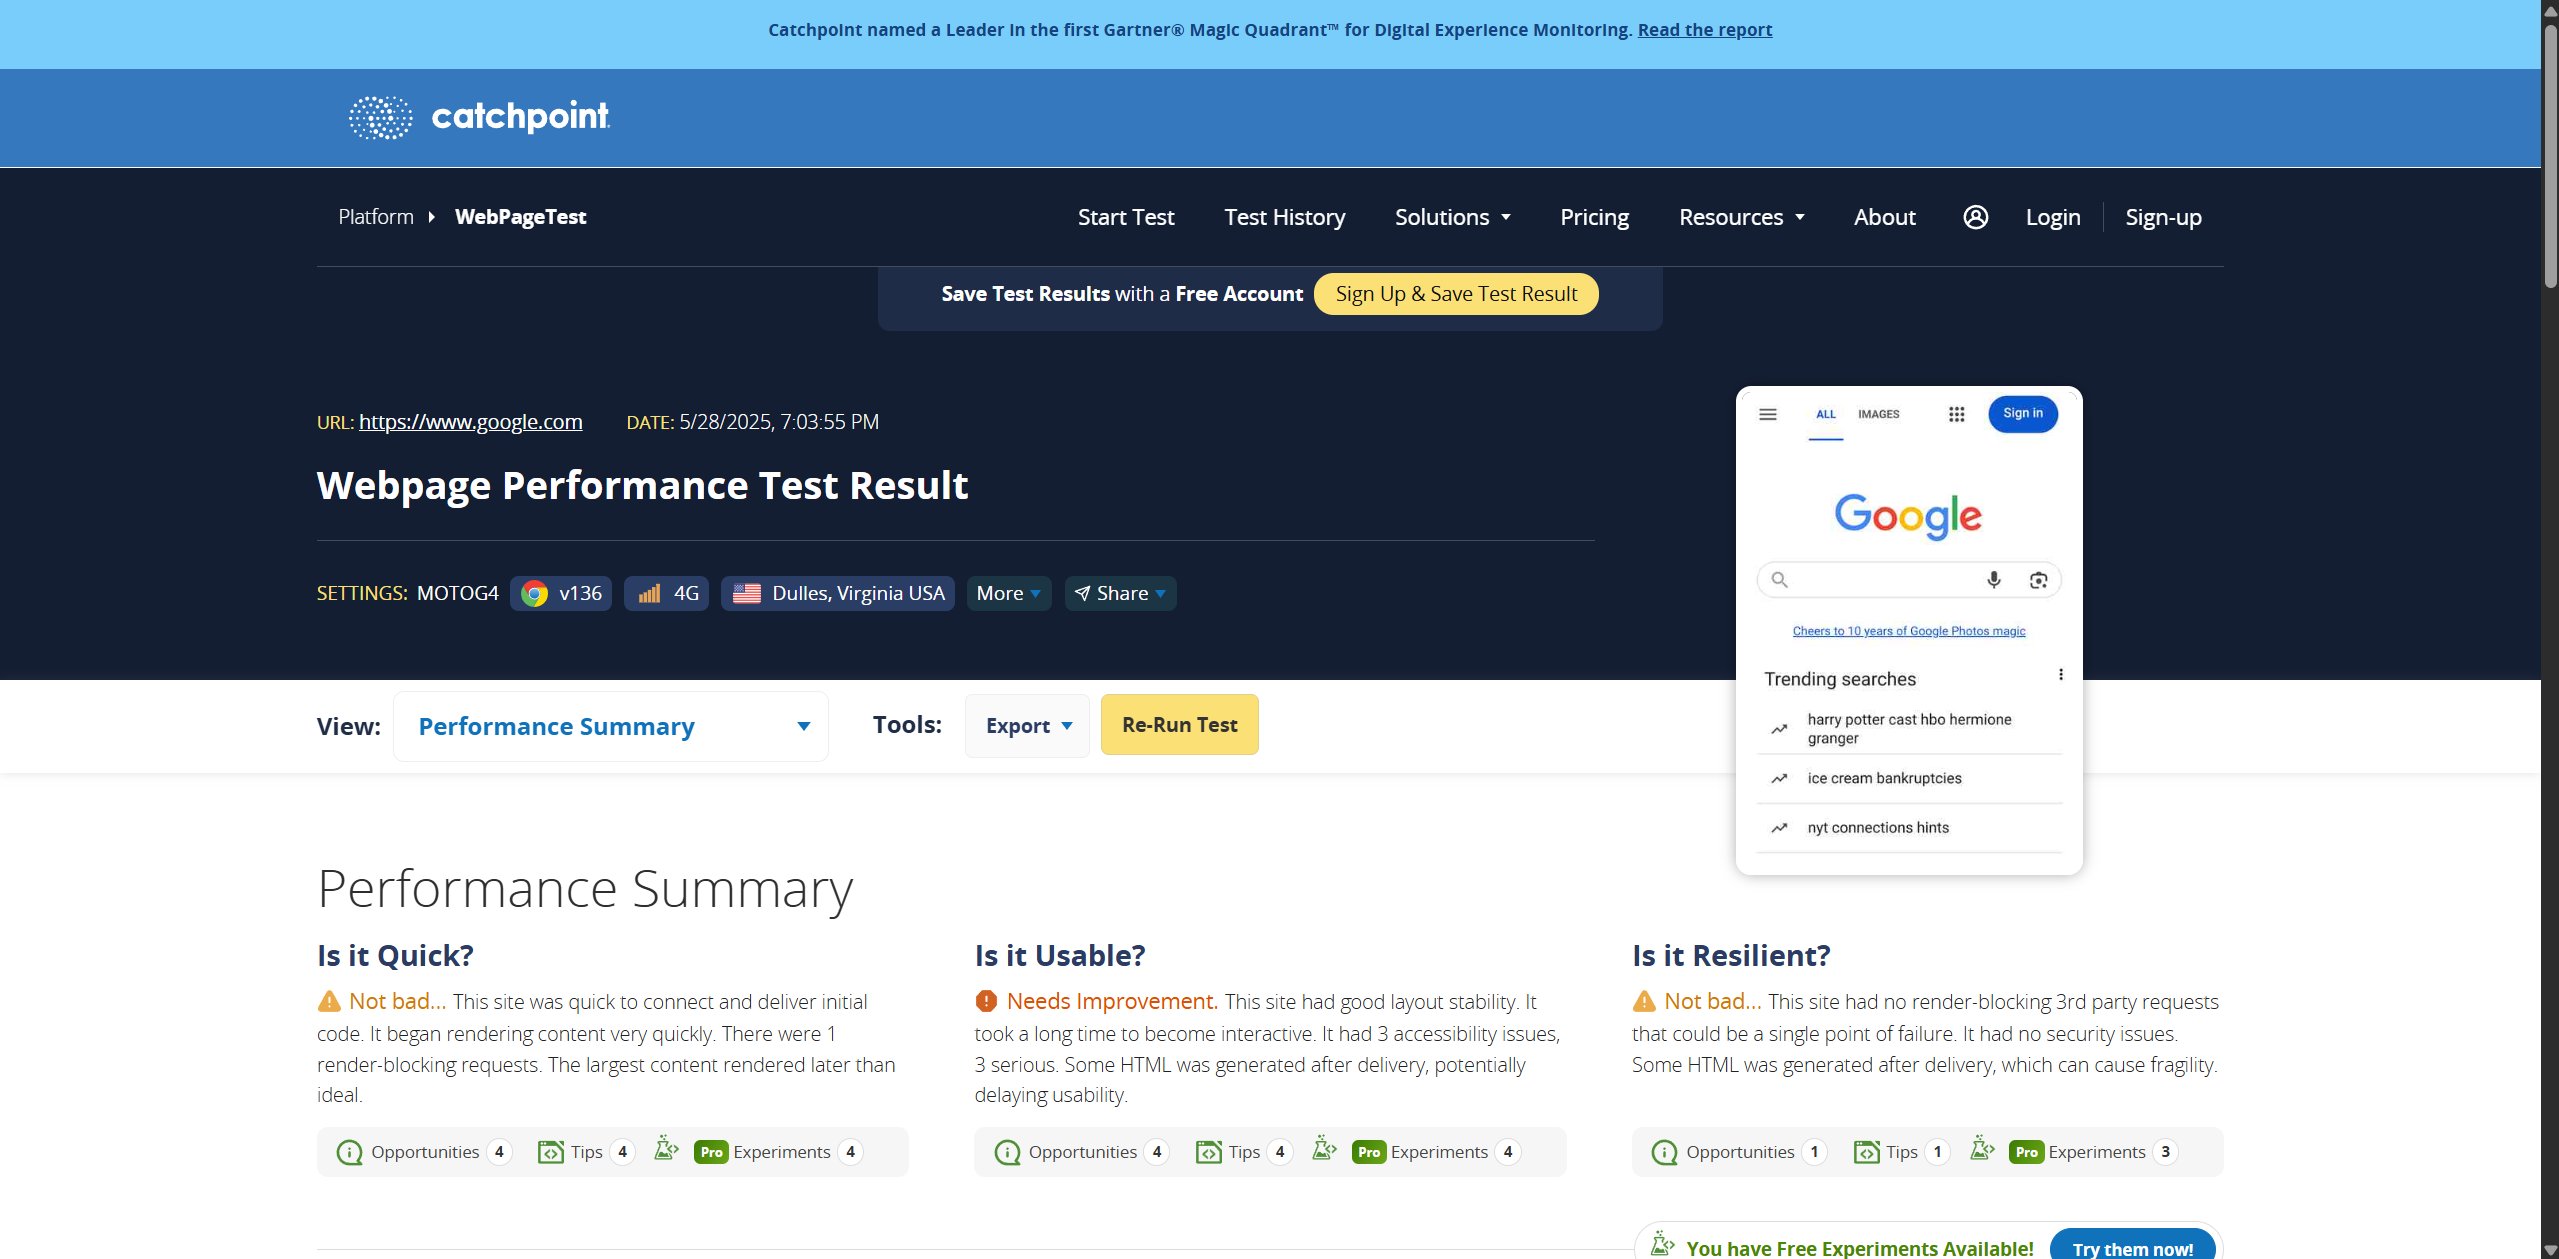 Catchpoint named a Leader in the first Gartner® Magic Quadrant™ for Digital Experience Monitoring. Read the report
catchpoint
Platform WebPageTest
Start Test Test History Solutions Pricing Resources About Login Sign-up
Save Test Results with a Free Account Sign Up & Save Test Result
URL: https://www.google.com DATE: 5/28/2025, 7:03:55 PM
Webpage Performance Test Result
SETTINGS: MOTOG4 v136 4G Dulles, Virginia USA More Share
ALL IMAGES Sign in
Google
Cheers to 10 years of Google Photos magic
Trending searches
harry potter cast hbo hermione
granger
ice cream bankruptcies
nyt connections hints
View: Performance Summary Tools: Export Re-Run Test
Performance Summary
Is it Quick?
Not bad... This site was quick to connect and deliver initial
code. It began rendering content very quickly. There were 1
render-blocking requests. The largest content rendered later than
ideal.
Opportunities 4 Tips 4 Pro Experiments 4
Is it Usable?
Needs Improvement. This site had good layout stability. It
took a long time to become interactive. It had 3 accessibility issues,
3 serious. Some HTML was generated after delivery, potentially
delaying usability.
Opportunities 4 Tips 4 Pro Experiments 4
Is it Resilient?
Not bad... This site had no render-blocking 3rd party requests
that could be a single point of failure. It had no security issues.
Some HTML was generated after delivery, which can cause fragility.
Opportunities 1 Tips 1 Pro Experiments 3
You have Free Experiments Available! Try them now!